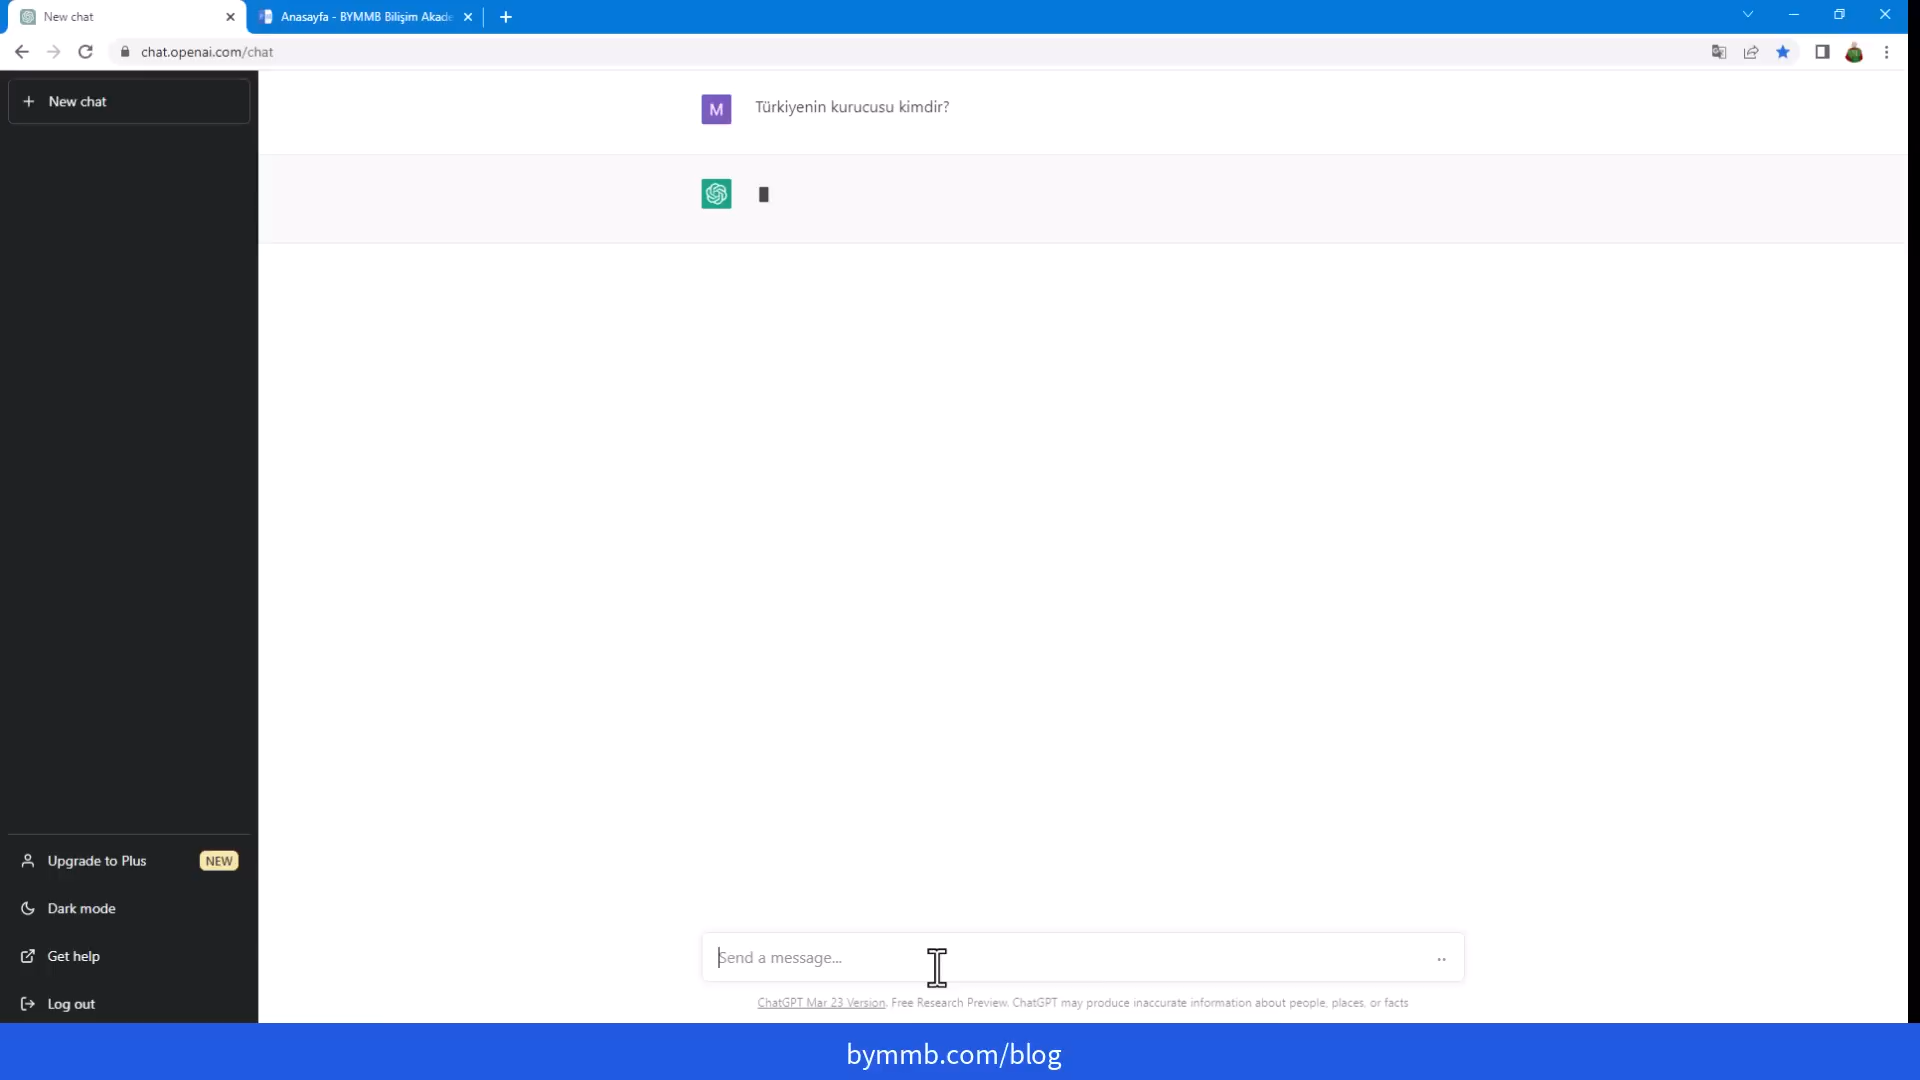 New chat
Anasayfa - BYMMB Bilişim Akade
chat.openai.com/chat
New chat
M
Türkiyenin kurucusu kimdir?
Upgrade to Plus
NEW
Dark mode
Get help
Log out
Send a message...
ChatGPT Mar 23 Version. Free Research Preview. ChatGPT may produce inaccurate information about people, places, or facts
bymmb.com/blog